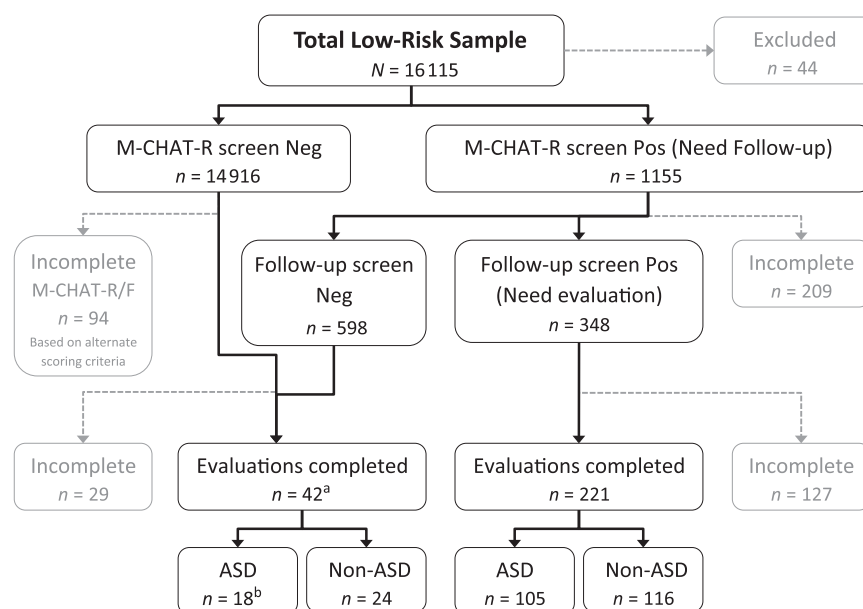 Total Low-Risk Sample
N = 16 115
Excluded
n = 44
M-CHAT-R screen Neg
n = 14 916
M-CHAT-R screen Pos (Need Follow-up)
n = 1155
Incomplete
M-CHAT-R/F
n = 94
Based on alternate
scoring criteria
Follow-up screen
Neg
n = 598
Follow-up screen Pos
(Need evaluation)
n = 348
Incomplete
n = 209
Incomplete
n = 29
Evaluations completed
n = 42ᵃ
Evaluations completed
n = 221
Incomplete
n = 127
ASD
n = 18ᵇ
Non-ASD
n = 24
ASD
n = 105
Non-ASD
n = 116